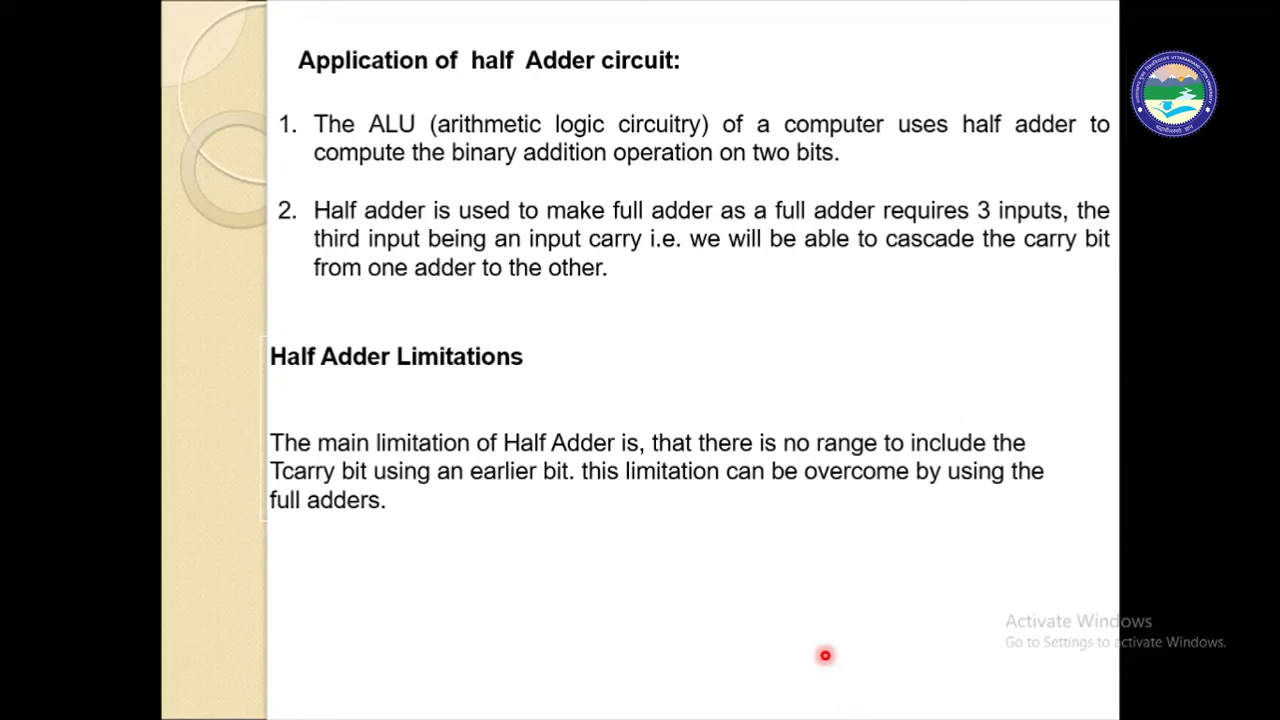 Application of half Adder circuit:
1. The ALU (arithmetic logic circuitry) of a computer uses half adder to
compute the binary addition operation on two bits.
2. Half adder is used to make full adder as a full adder requires 3 inputs, the
third input being an input carry i.e. we will be able to cascade the carry bit
from one adder to the other.
Half Adder Limitations
The main limitation of Half Adder is, that there is no range to include the
Tcarry bit using an earlier bit. this limitation can be overcome by using the
full adders.
Activate Windows
Go to Settings to activate Windows.